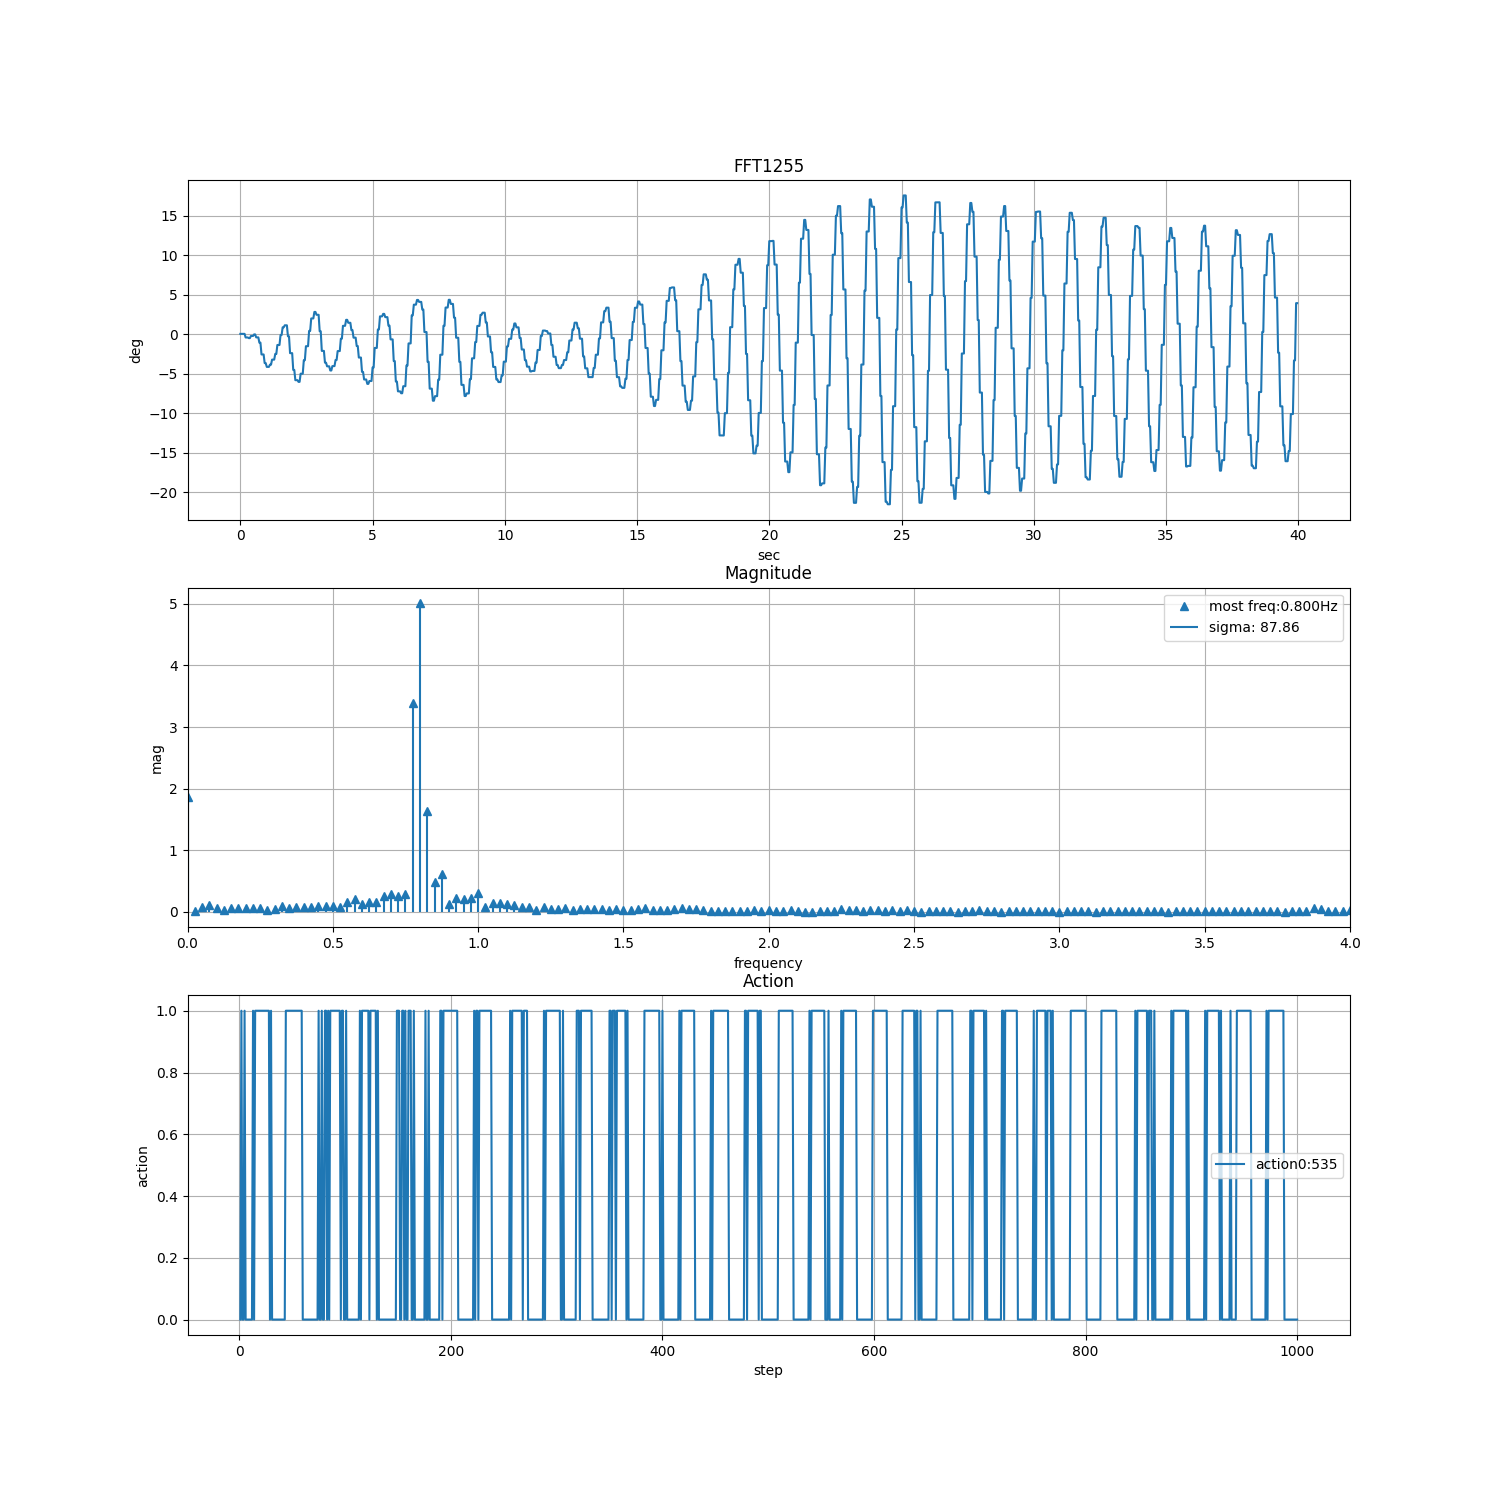 FFT1255
15
10
5
0
−5
−10
−15
−20
deg
0 5 10 15 20 25 30 35 40
sec
Magnitude
5
4
3
2
1
0
mag
most freq:0.800Hz
sigma: 87.86
0.0 0.5 1.0 1.5 2.0 2.5 3.0 3.5 4.0
frequency
Action
1.0
0.8
0.6
0.4
0.2
0.0
action
action0:535
0 200 400 600 800 1000
step